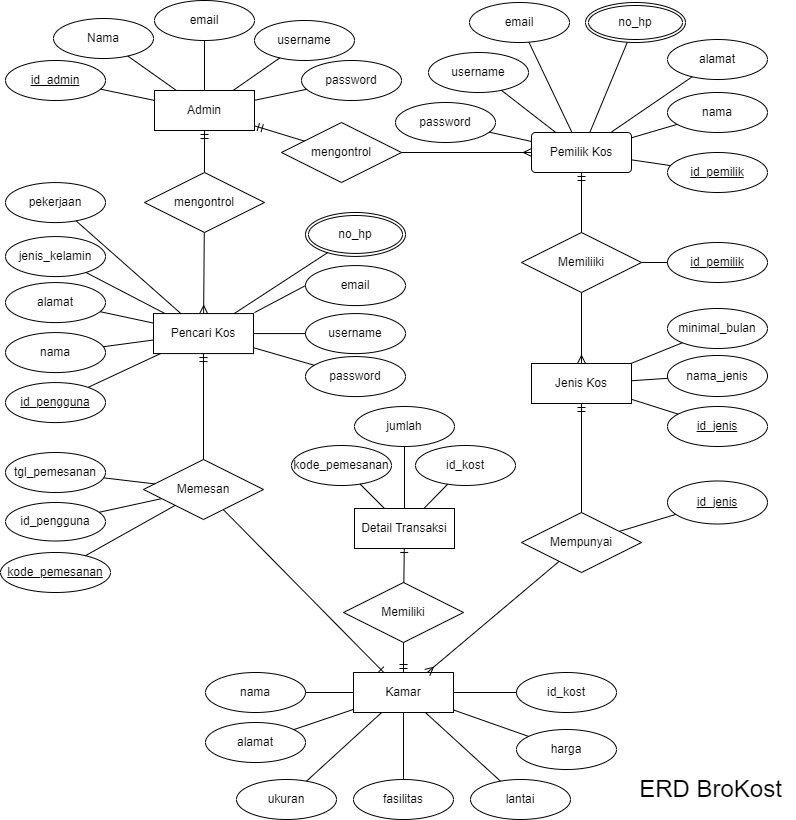 email
no_hp
Nama
username
email
alamat
id_admin
password
username
Admin
password
nama
mengontrol
Pemilik Kos
id_pemilik
pekerjaan
mengontrol
no_hp
jenis_kelamin
Memiliiki
id_pemilik
alamat
email
Pencari Kos
username
minimal_bulan
nama
password
Jenis Kos
nama_jenis
id_pengguna
jumlah
id_jenis
tgl_pemesanan
kode_pemesanan
id_kost
Memesan
id_jenis
id_pengguna
Detail Transaksi
Mempunyai
kode_pemesanan
Memiliki
nama
Kamar
id_kost
alamat
harga
ukuran
fasilitas
lantai
ERD BroKost